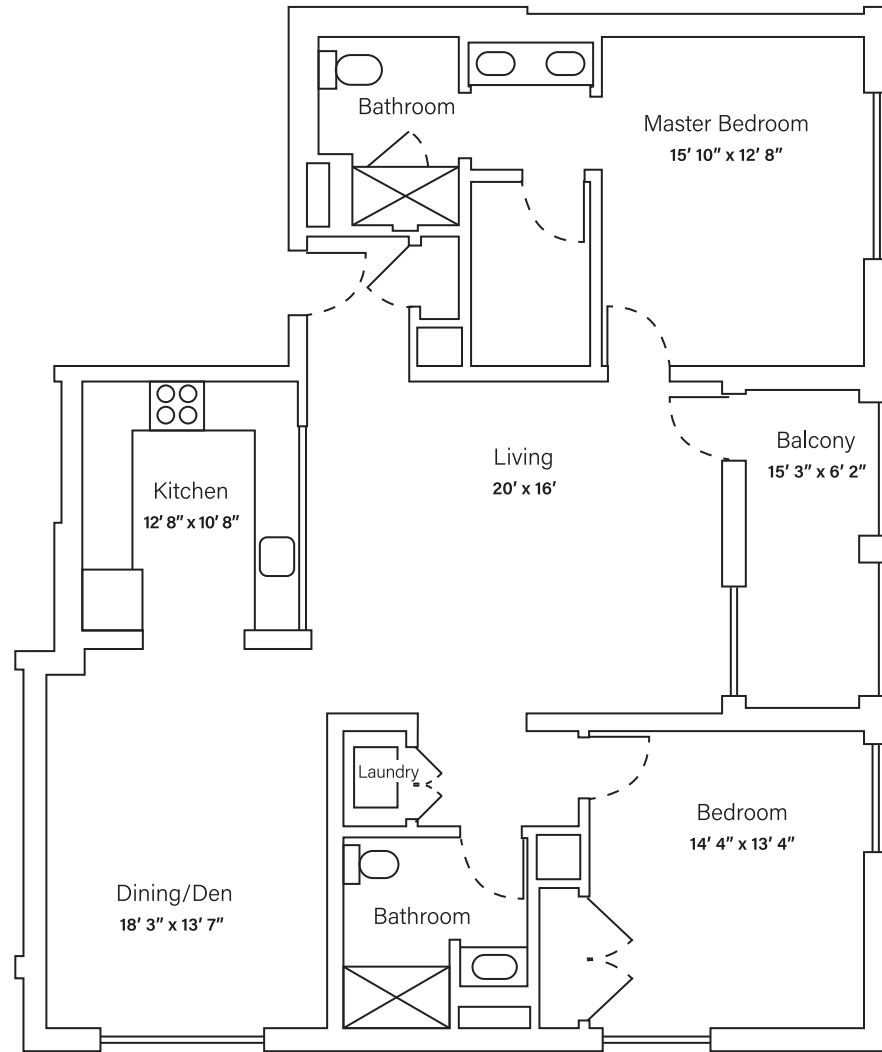 Bathroom
Master Bedroom
15' 10" x 12' 8"
Living
20' x 16'
Balcony
15' 3" x 6' 2"
Kitchen
12' 8" x 10' 8"
Laundry
Bedroom
14' 4" x 13' 4"
Dining/Den
18' 3" x 13' 7"
Bathroom